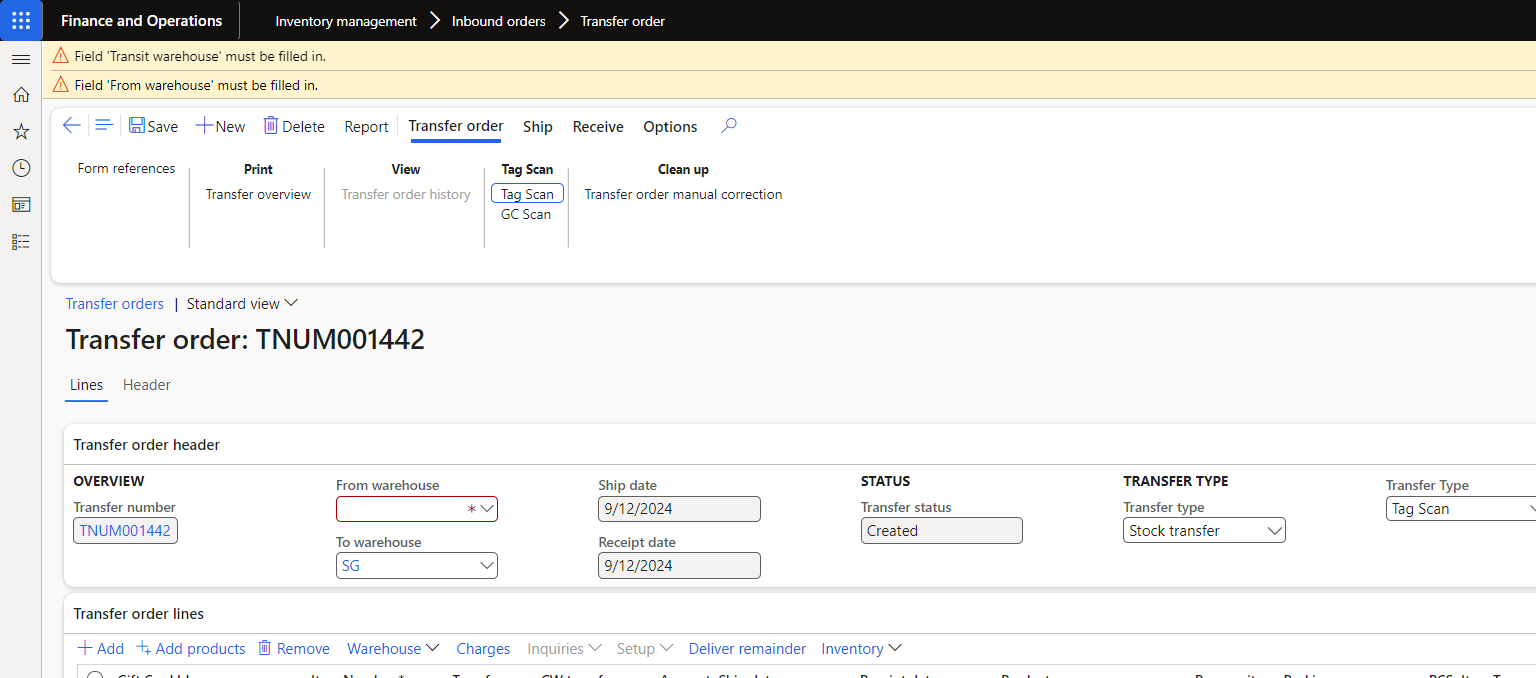 Finance and Operations Inventory management Inbound orders Transfer order
Field 'Transit warehouse' must be filled in.
Field 'From warehouse' must be filled in.
Save New Delete Report Transfer order Ship Receive Options
Form references Print View Tag Scan Clean up
Transfer overview Transfer order history Tag Scan Transfer order manual correction
GC Scan
Transfer orders | Standard view
Transfer order: TNUM001442
Lines Header
Transfer order header
OVERVIEW From warehouse Ship date STATUS TRANSFER TYPE Transfer Type
Transfer number * 9/12/2024 Transfer status Transfer type Tag Scan
TNUM001442 To warehouse Receipt date Created Stock transfer
SG 9/12/2024
Transfer order lines
Add Add products Remove Warehouse Charges Inquiries Setup Deliver remainder Inventory